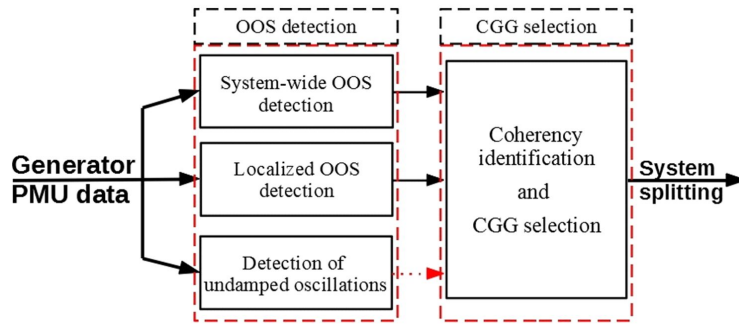 OOS detection
CGG selection
System-wide OOS
detection
Localized OOS
detection
Detection of
undamped oscillations
Generator
PMU data
Coherency
identification
and
CGG selection
System
splitting